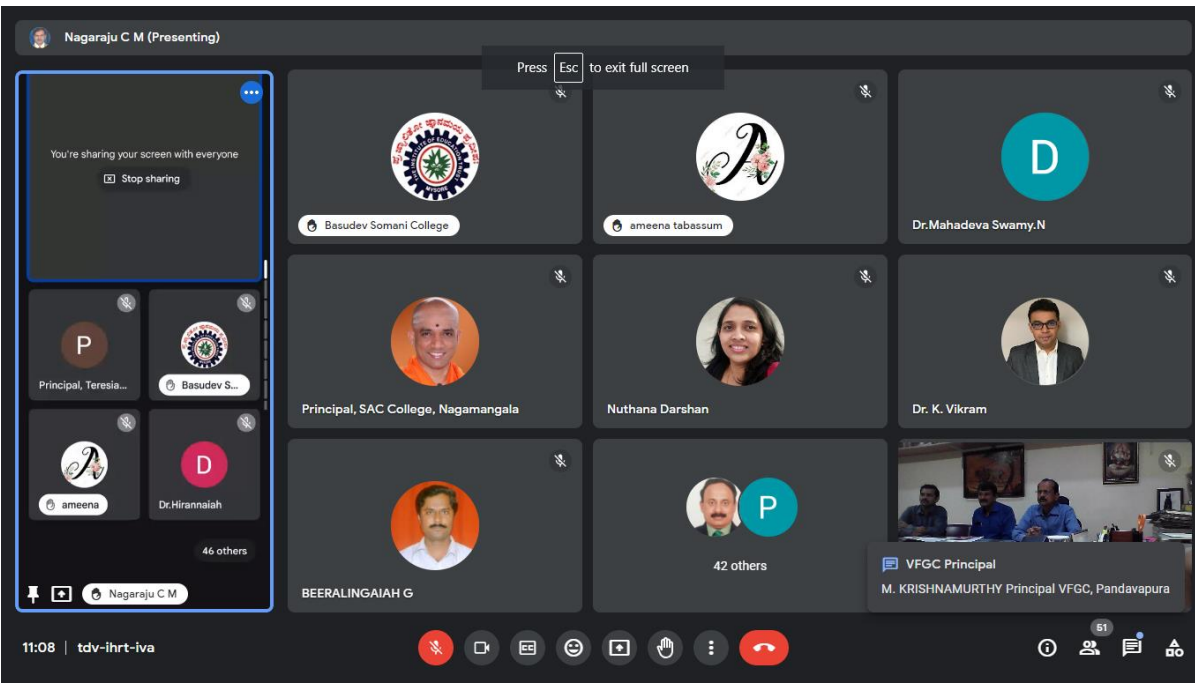 Nagaraju C M (Presenting)
Press Esc to exit full screen
You're sharing your screen with everyone
Stop sharing
P
Principal, Teresia...
Basudev S...
ameena
D
Dr.Hirannaiah
46 others
Nagaraju C M
Basudev Somani College
A
ameena tabassum
D
Dr.Mahadeva Swamy.N
Principal, SAC College, Nagamangala
Nuthana Darshan
Dr. K. Vikram
BEERALINGAIAH G
P
42 others
VFGC Principal
M. KRISHNAMURTHY Principal VFGC, Pandavapura
11:08 | tdv-ihrt-iva
CC
51